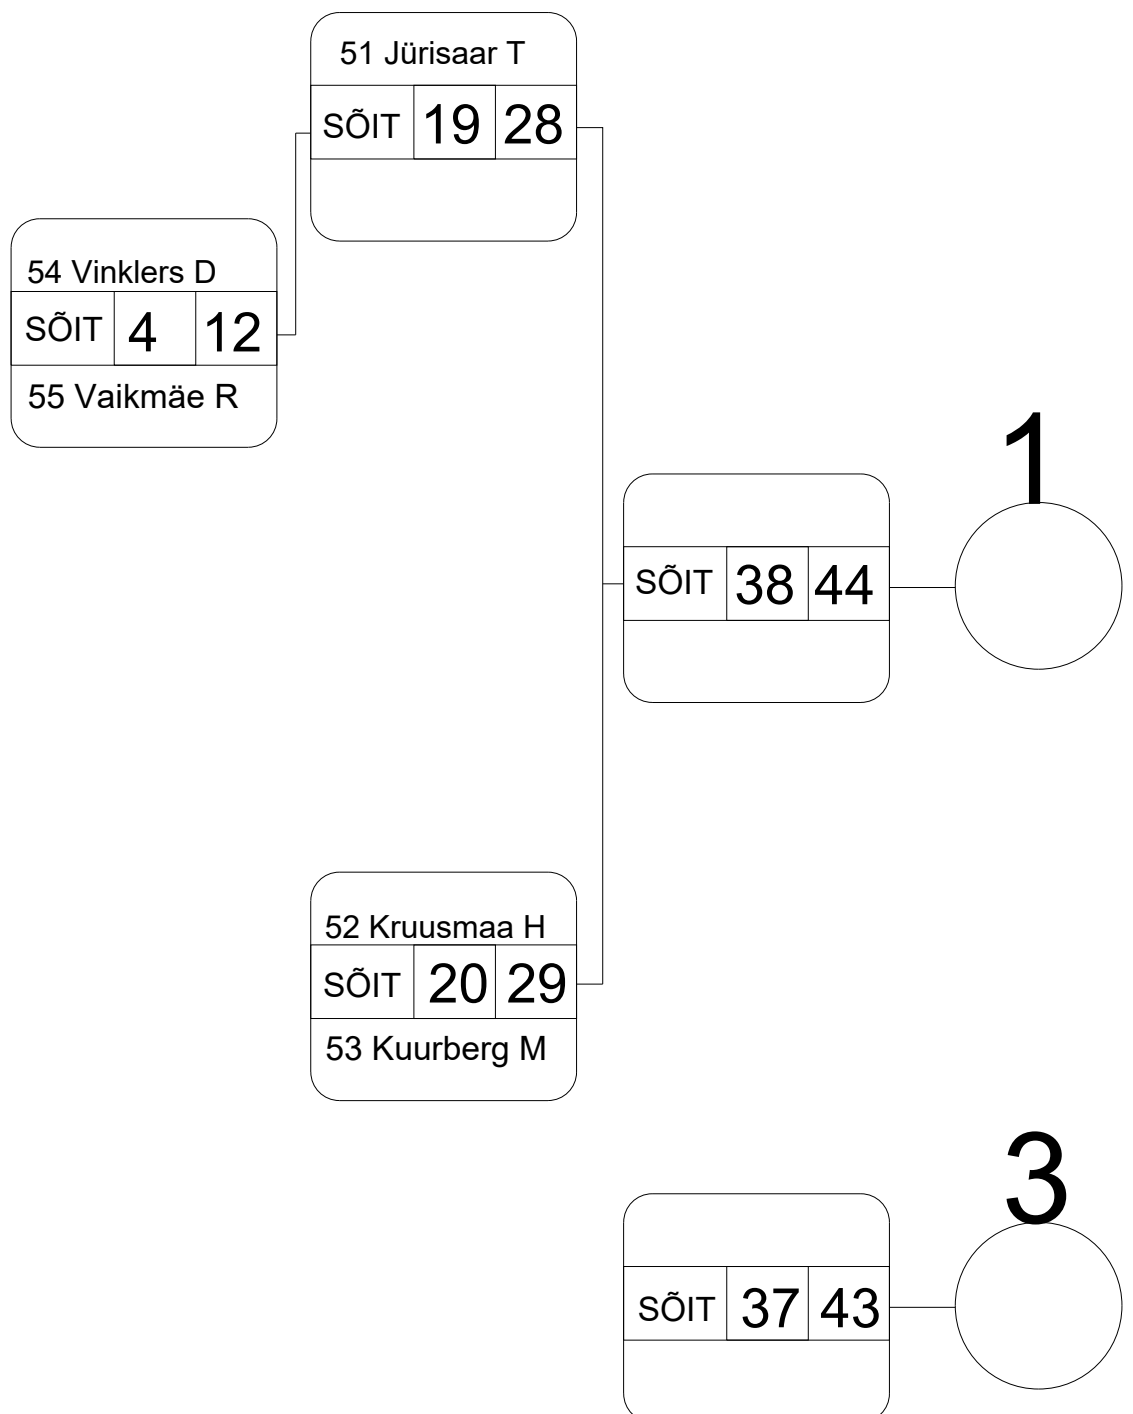 51 Jürisaar T
SÕIT 19 28
54 Vinklers D
SÕIT 4 12
55 Vaikmäe R
1
SÕIT 38 44
52 Kruusmaa H
SÕIT 20 29
53 Kuurberg M
3
SÕIT 37 43